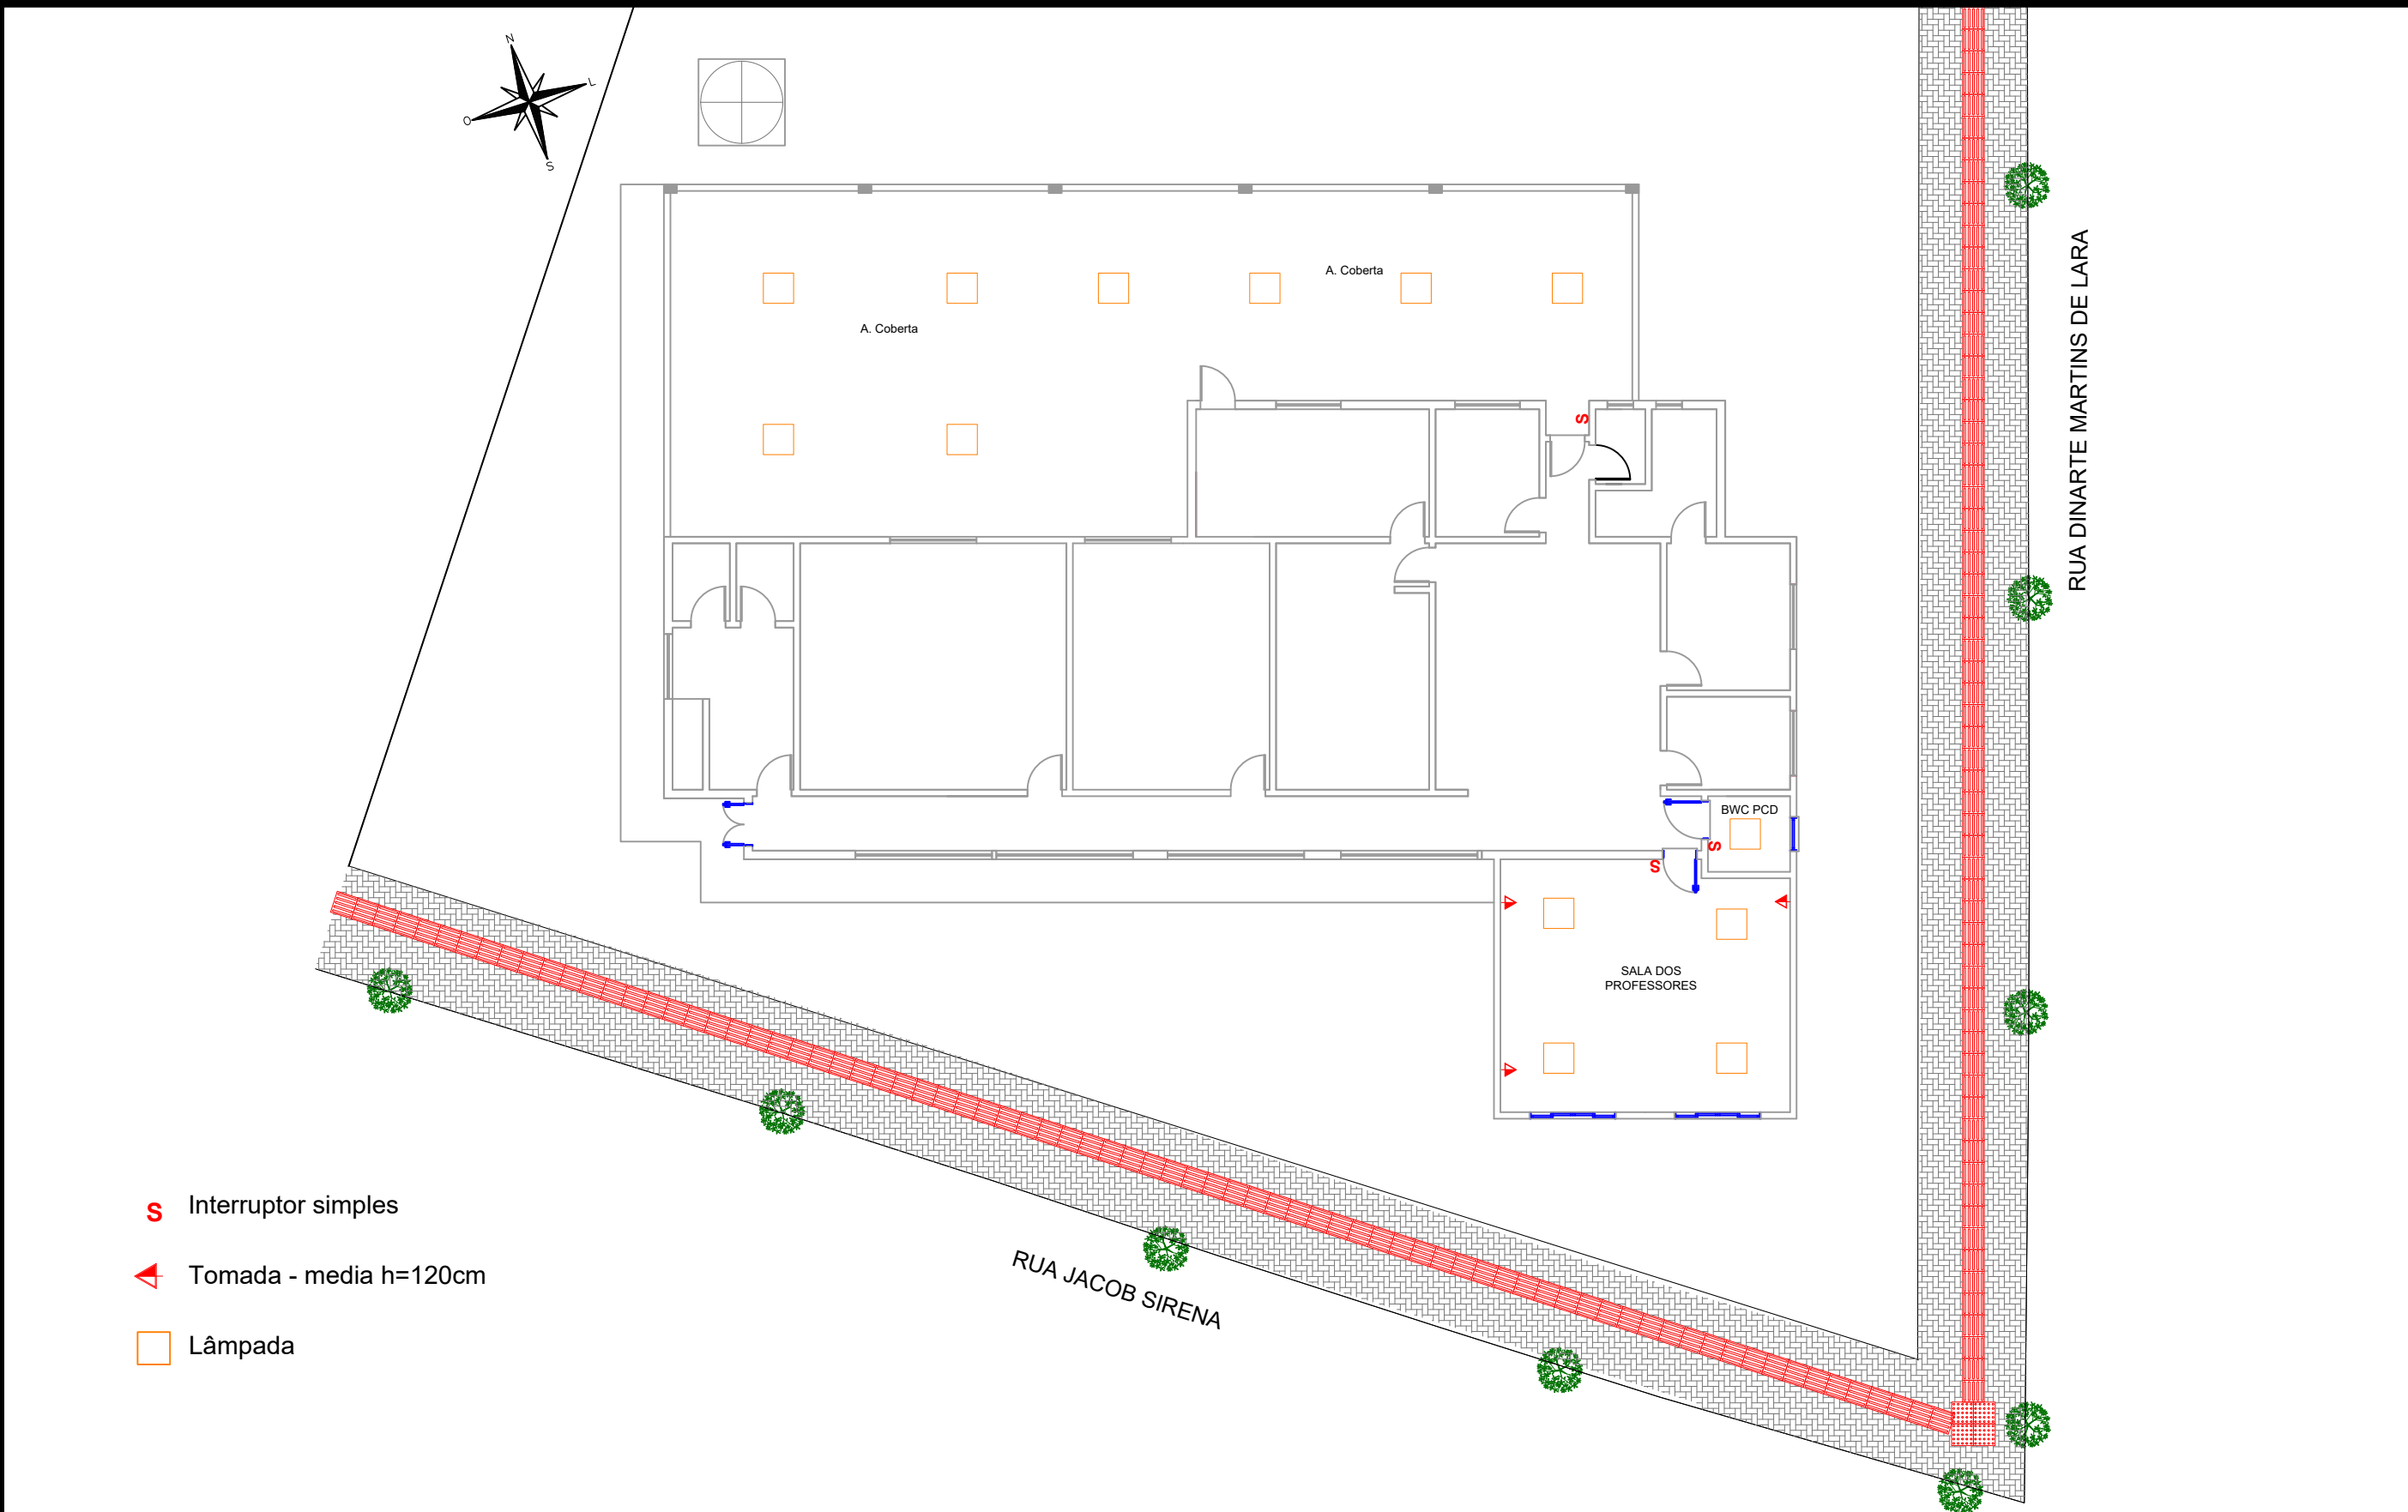 N
L
O
S
A. Coberta
A. Coberta
S
RUA DINARTE MARTINS DE LARA
BWC PCD
S
S
SALA DOS
PROFESSORES
S Interruptor simples
Tomada - media h=120cm
Lâmpada
RUA JACOB SIRENA